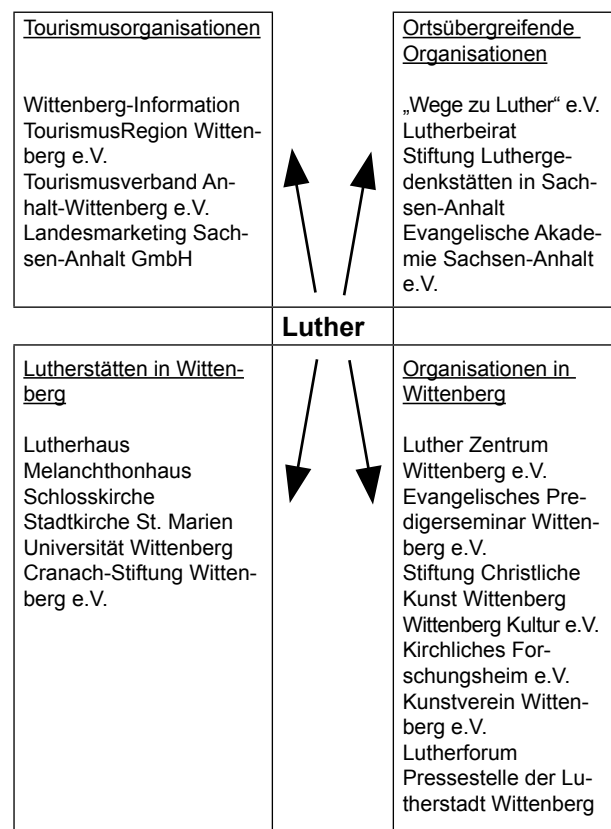 Tourismusorganisationen
Wittenberg-Information
TourismusRegion Witten-
berg e.V.
Tourismusverband An-
halt-Wittenberg e.V.
Landesmarketing Sach-
sen-Anhalt GmbH
Ortsübergreifende
Organisationen
„Wege zu Luther“ e.V.
Lutherbeirat
Stiftung Lutherge-
denkstätten in Sach-
sen-Anhalt
Evangelische Akade-
mie Sachsen-Anhalt
e.V.
Luther
Lutherstätten in Witten-
berg
Lutherhaus
Melanchthonhaus
Schlosskirche
Stadtkirche St. Marien
Universität Wittenberg
Cranach-Stiftung Witten-
berg e.V.
Organisationen in
Wittenberg
Luther Zentrum
Wittenberg e.V.
Evangelisches Pre-
digerseminar Witten-
berg e.V.
Stiftung Christliche
Kunst Wittenberg
Wittenberg Kultur e.V.
Kirchliches For-
schungsheim e.V.
Kunstverein Witten-
berg e.V.
Lutherforum
Pressestelle der Lu-
therstadt Wittenberg